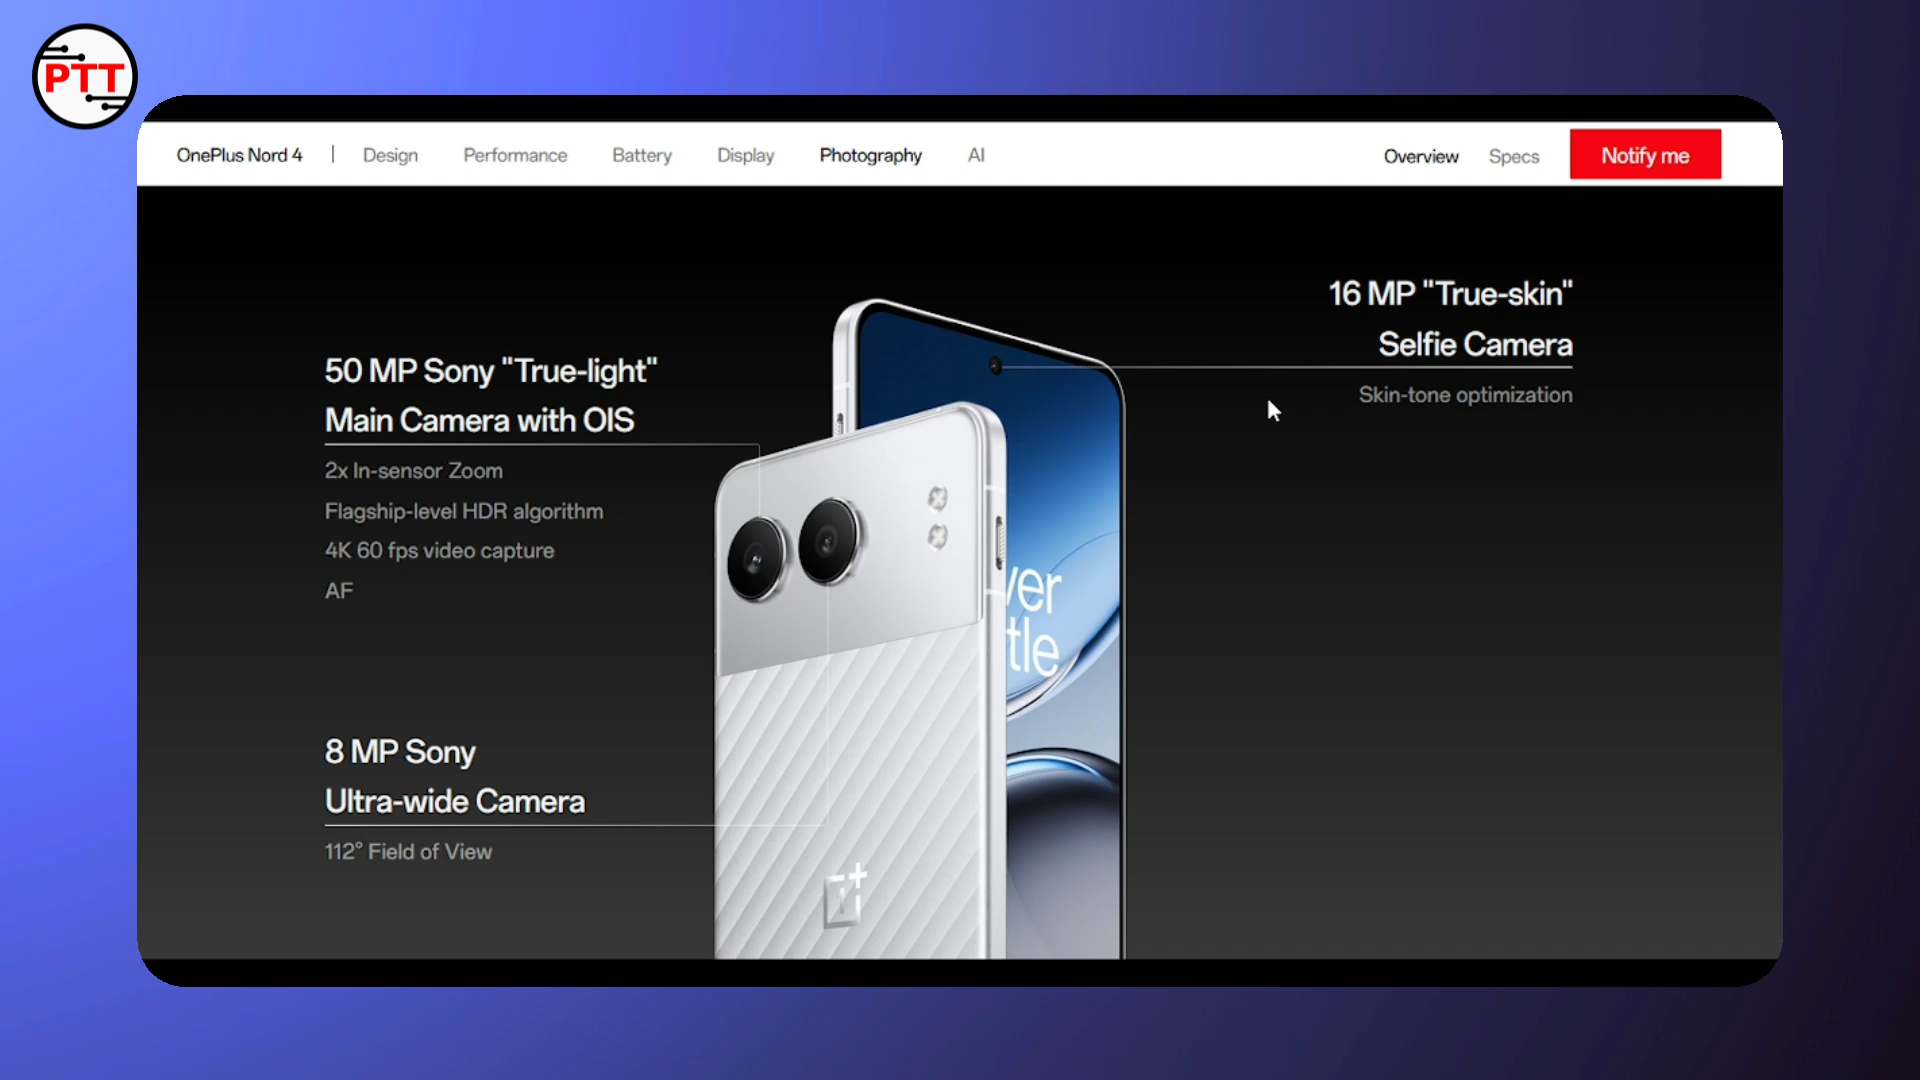 PTT
OnePlus Nord 4 | Design Performance Battery Display Photography AI Overview Specs Notify me
16 MP "True-skin"
Selfie Camera
Skin-tone optimization
50 MP Sony "True-light"
Main Camera with OIS
2x In-sensor Zoom
Flagship-level HDR algorithm
4K 60 fps video capture
AF
8 MP Sony
Ultra-wide Camera
112° Field of View
ver
tle